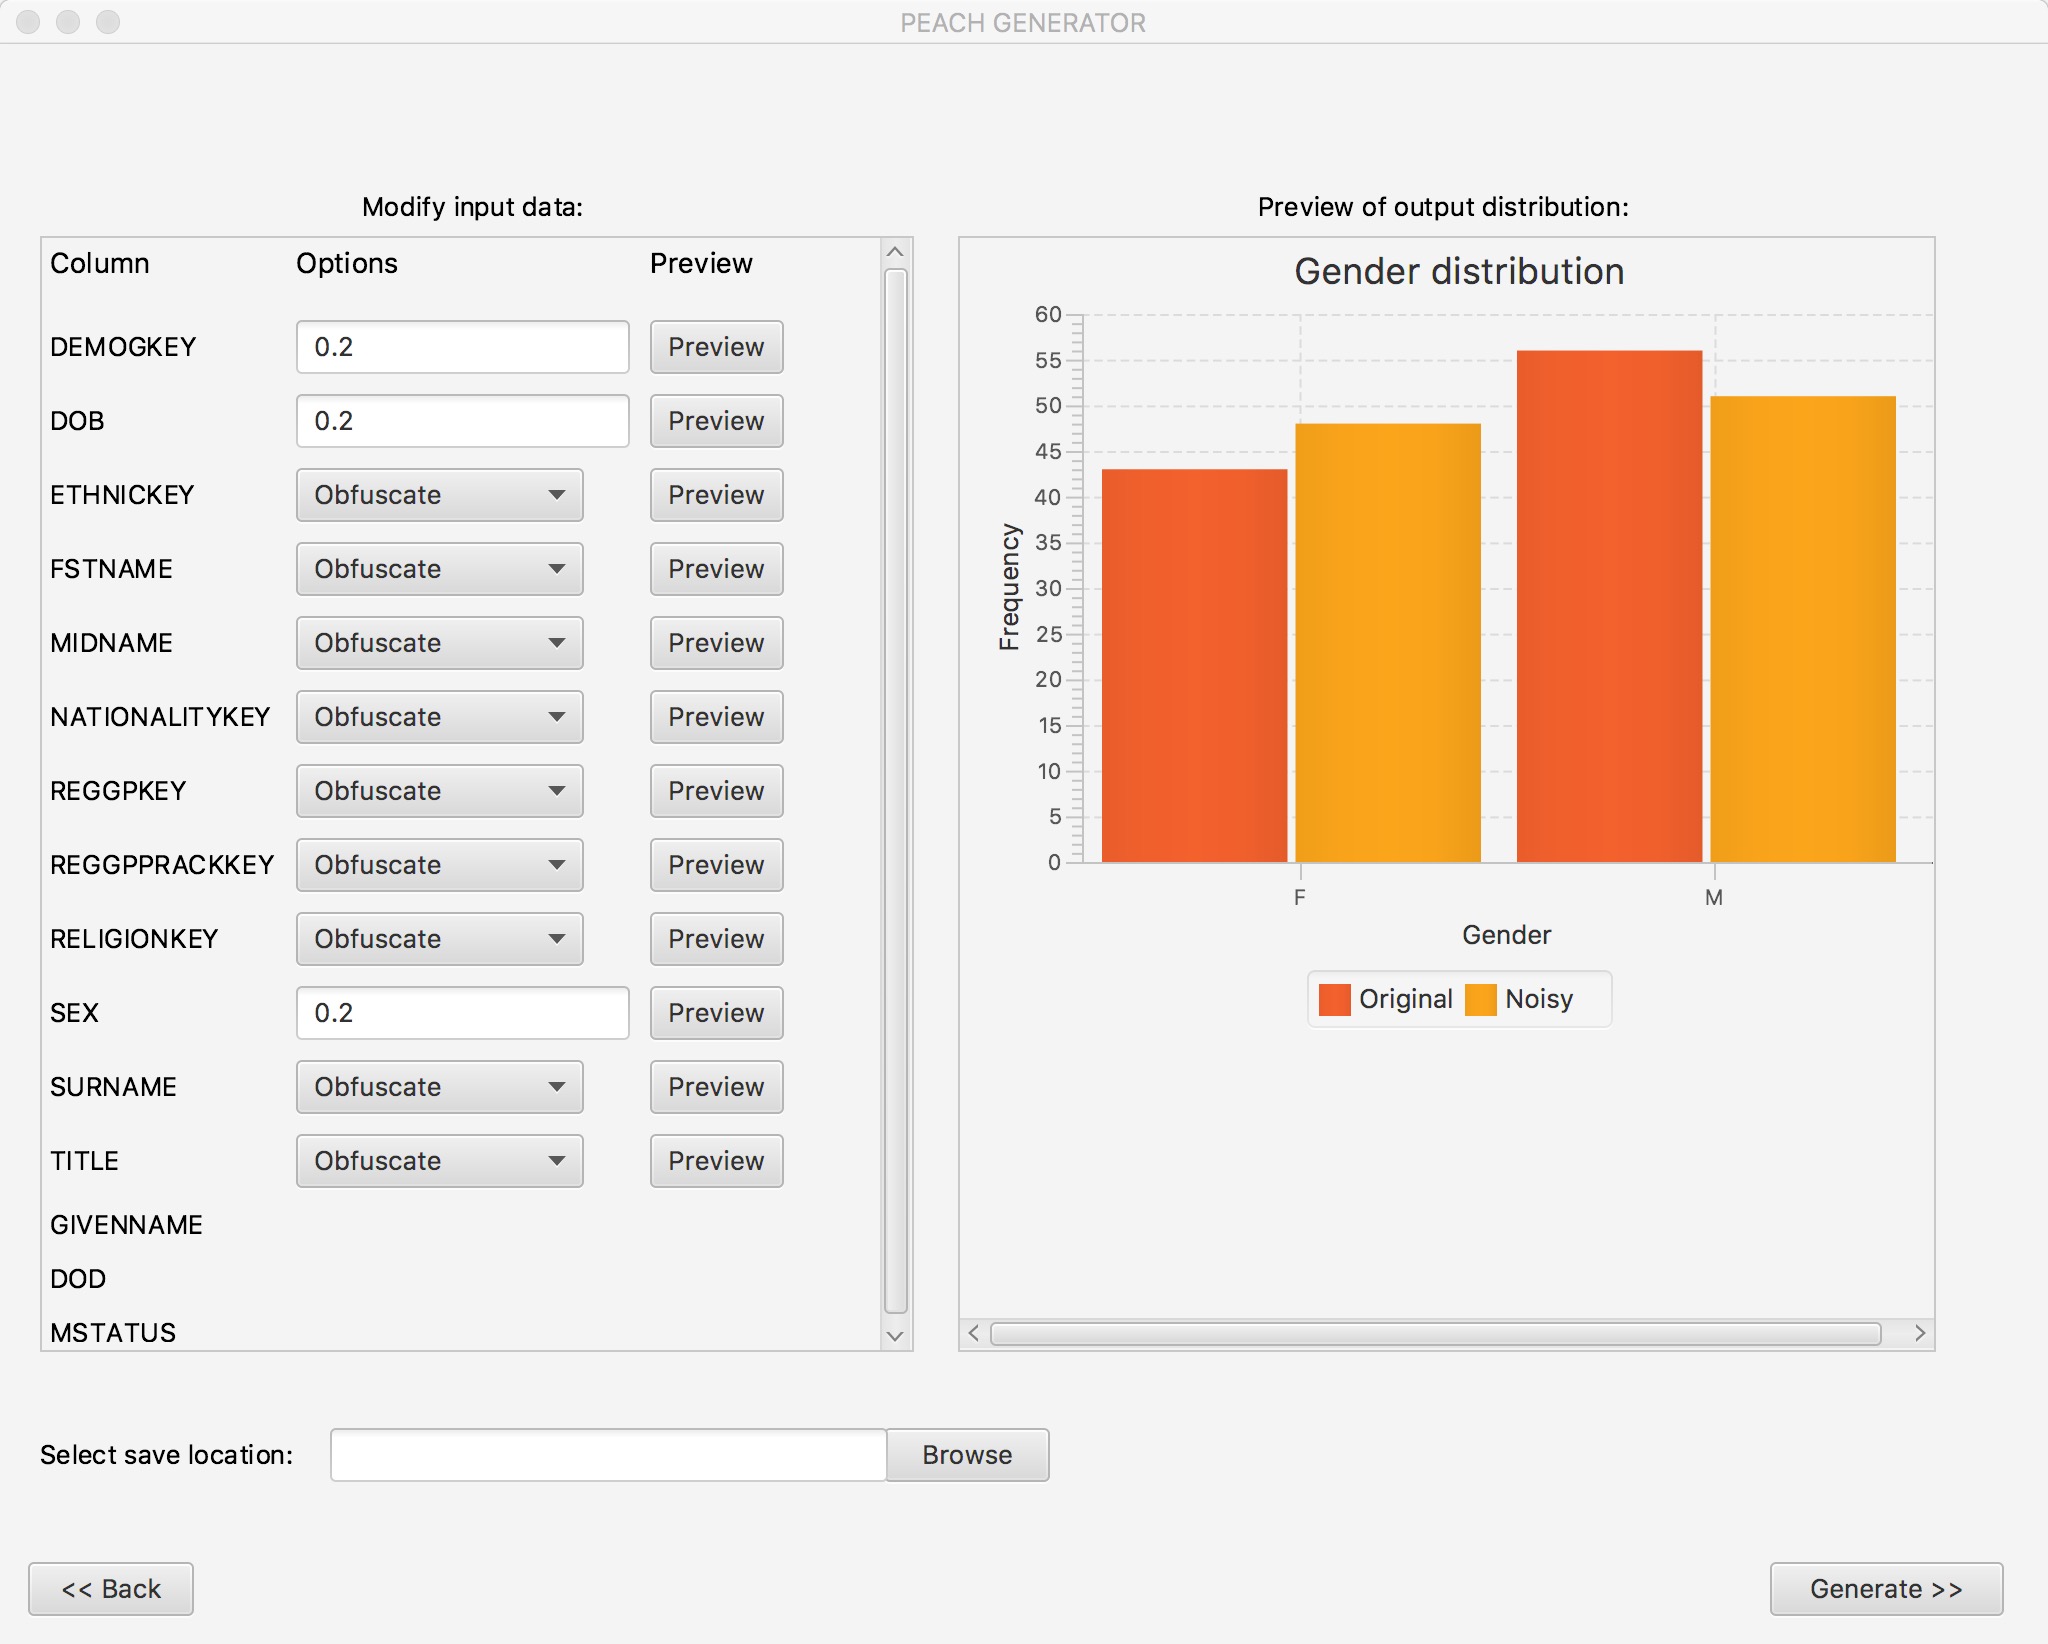 PEACH GENERATOR
Modify input data:
Column Options Preview
DEMOGKEY 0.2 Preview
DOB 0.2 Preview
ETHNICKEY Obfuscate Preview
FSTNAME Obfuscate Preview
MIDNAME Obfuscate Preview
NATIONALITYKEY Obfuscate Preview
REGGPKEY Obfuscate Preview
REGGPPRACKKEY Obfuscate Preview
RELIGIONKEY Obfuscate Preview
SEX 0.2 Preview
SURNAME Obfuscate Preview
TITLE Obfuscate Preview
GIVENNAME
DOD
MSTATUS
Preview of output distribution:
Gender distribution
60
55
50
45
40
35
30
25
20
15
10
5
0
Frequency
F M
Gender
Original Noisy
Select save location: Browse
<< Back Generate >>